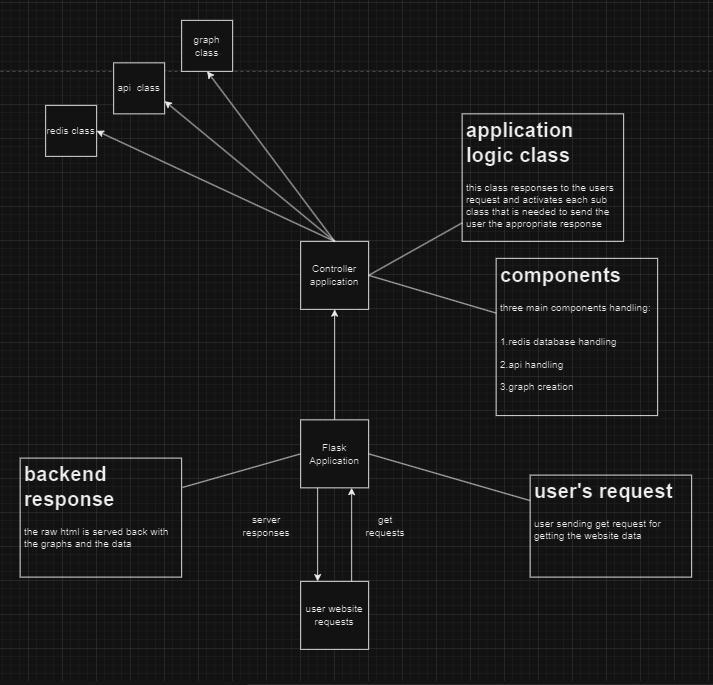 graph
class
api  class
redis class
application
logic class
this class responses to the users
request and activates each sub
class that is needed to send the
user the appropriate response
Controller
application
components
three main components handling:
1.redis database handling
2.api handling
3.graph creation
Flask
Application
backend
response
the raw html is served back with
the graphs and the data
user's request
user sending get request for
getting the website data
server
responses
get
requests
user website
requests